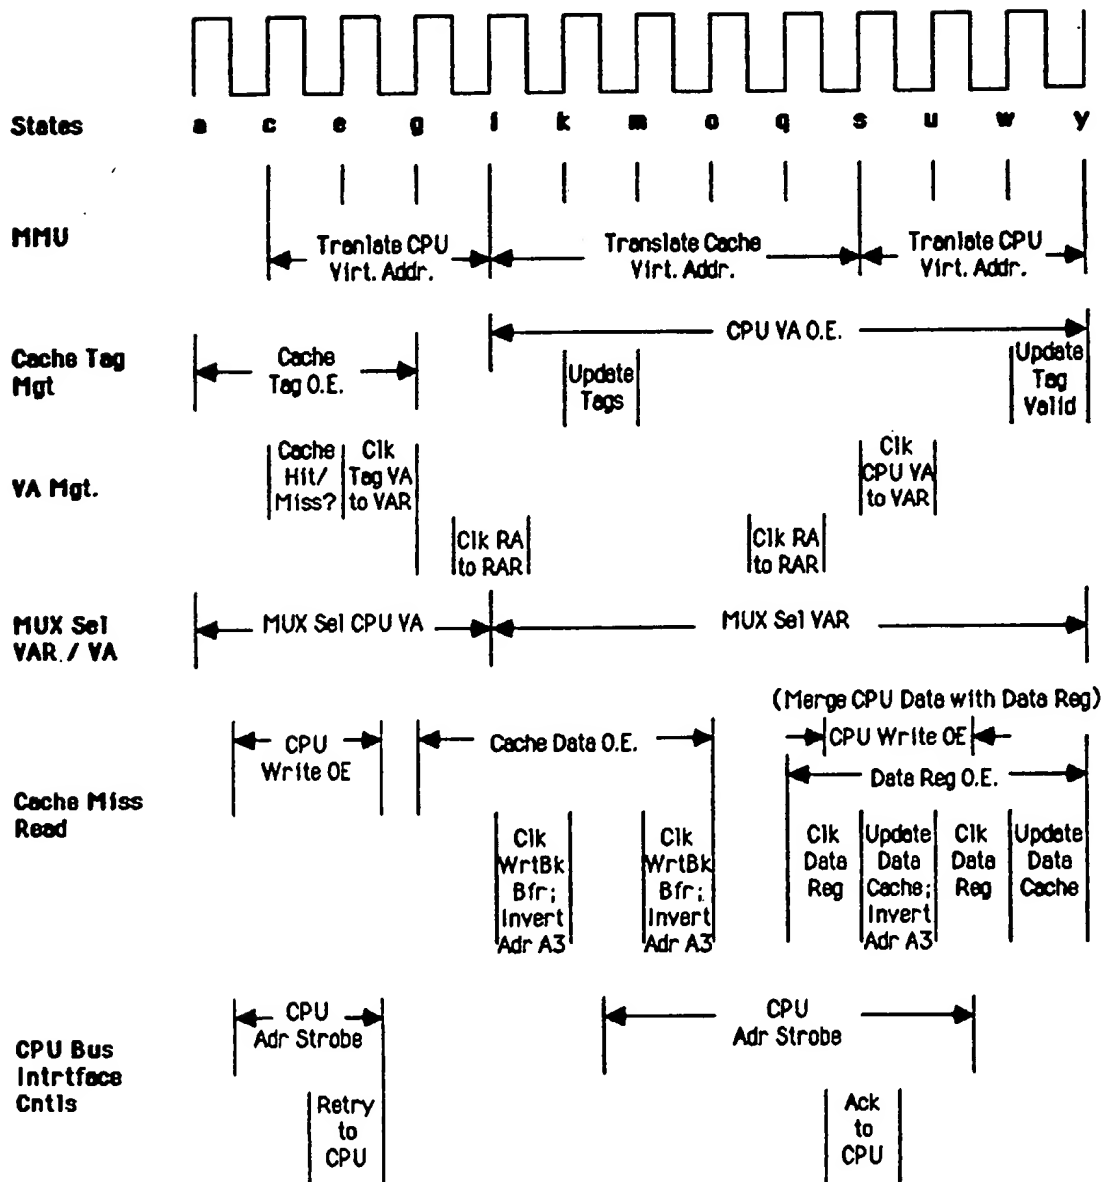 States a c e g i k m o q s u w y
MMU
Tranlate CPU
Virt. Addr.
Translate Cache
Virt. Addr.
Tranlate CPU
Virt. Addr.
CPU VA O.E.
Cache Tag
Mgt
Cache
Tag O.E.
Update
Tags
Update
Tag
Valid
VA Mgt.
Cache
Hit/
Miss?
Clk
Tag VA
to VAR
Clk
CPU VA
to VAR
Clk RA
to RAR
Clk RA
to RAR
MUX Sel
VAR / VA
MUX Sel CPU VA
MUX Sel VAR
(Merge CPU Data with Data Reg)
CPU
Write OE
Cache Data O.E.
CPU Write OE
Data Reg O.E.
Cache Miss
Read
Clk
WrtBk
Bfr;
Invert
Adr A3
Clk
WrtBk
Bfr;
Invert
Adr A3
Clk
Data
Reg
Update
Data
Cache;
Invert
Adr A3
Clk
Data
Reg
Update
Data
Cache
CPU
Adr Strobe
CPU
Adr Strobe
CPU Bus
Intrtface
Cntls
Retry
to
CPU
Ack
to
CPU